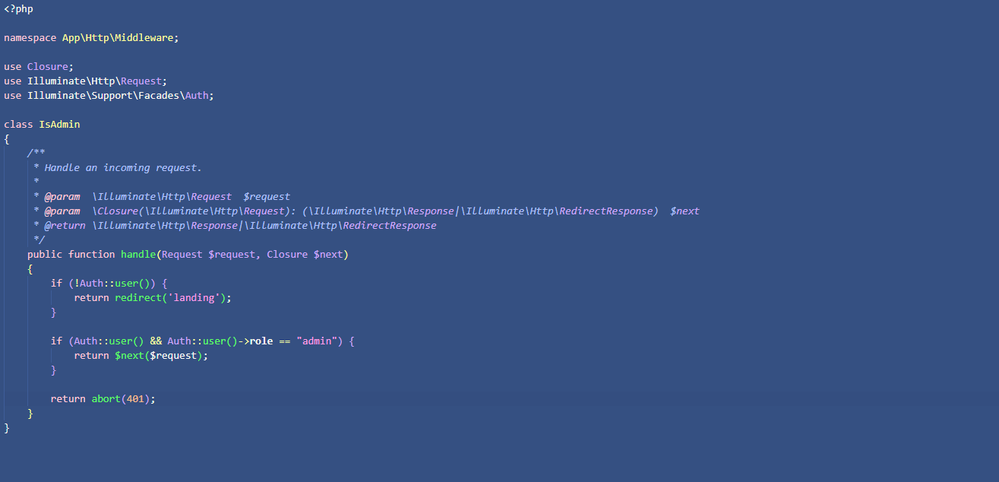 <?php

namespace App\Http\Middleware;

use Closure;
use Illuminate\Http\Request;
use Illuminate\Support\Facades\Auth;

class IsAdmin
{
    /**
     * Handle an incoming request.
     *
     * @param  \Illuminate\Http\Request  $request
     * @param  \Closure(\Illuminate\Http\Request): (\Illuminate\Http\Response|\Illuminate\Http\RedirectResponse)  $next
     * @return \Illuminate\Http\Response|\Illuminate\Http\RedirectResponse
     */
    public function handle(Request $request, Closure $next)
    {
        if (!Auth::user()) {
            return redirect('landing');
        }

        if (Auth::user() && Auth::user()->role == "admin") {
            return $next($request);
        }

        return abort(401);
    }
}